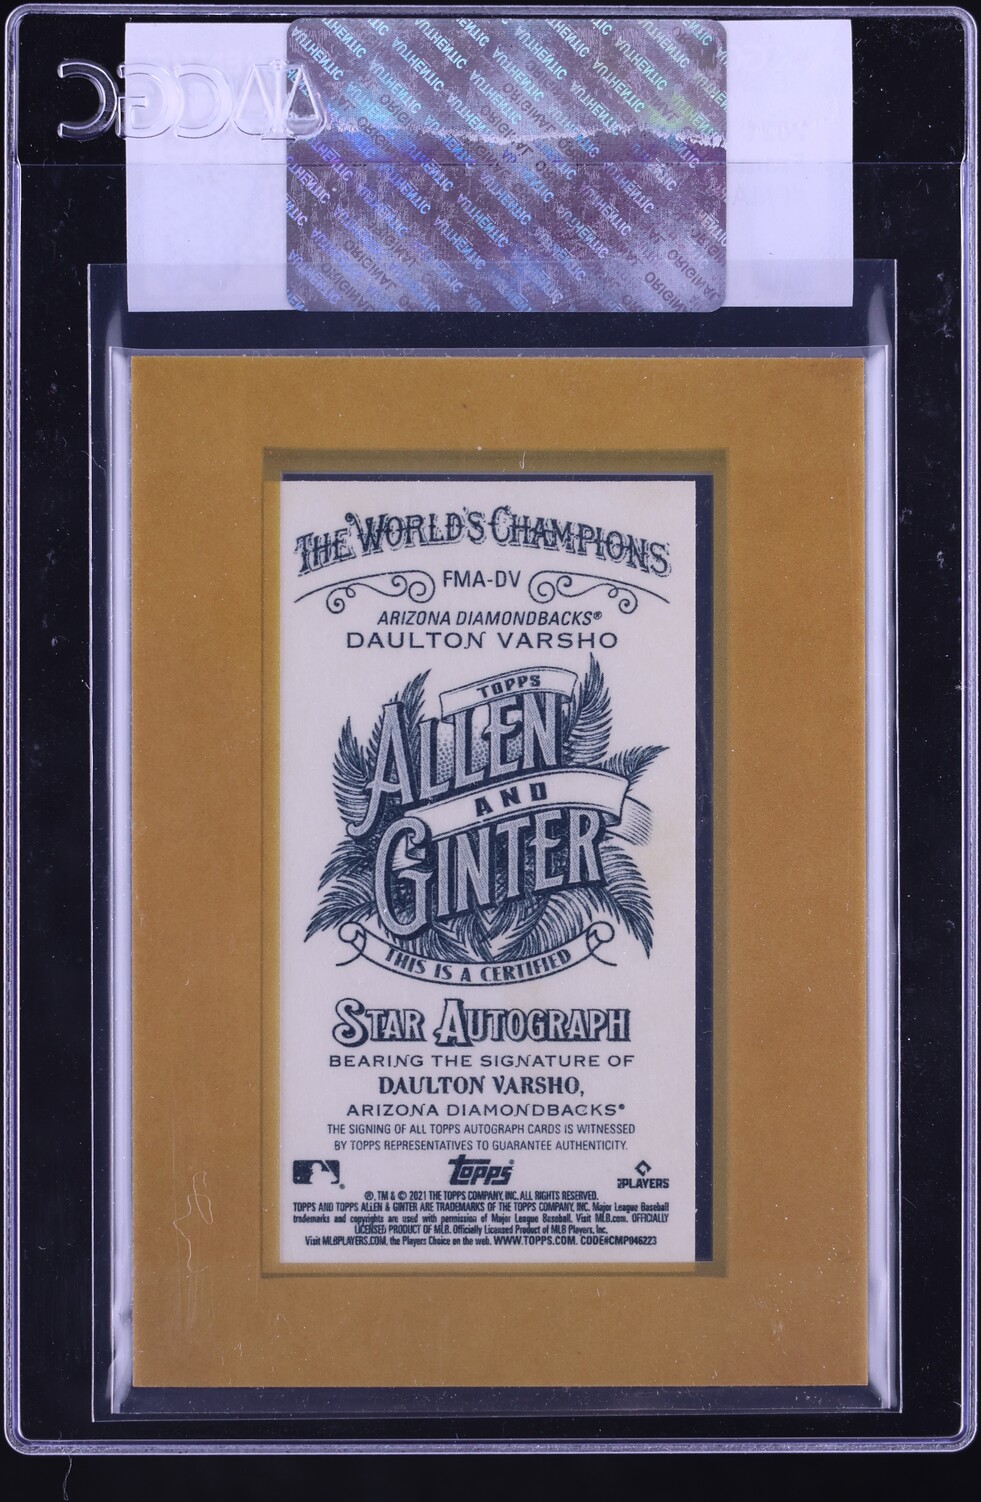 THE WORLD'S CHAMPIONS
FMA-DV
ARIZONA DIAMONDBACKS®
DAULTON VARSHO
TOPPS
ALLEN
AND
GINTER
THIS IS A CERTIFIED
STAR AUTOGRAPH
BEARING THE SIGNATURE OF
DAULTON VARSHO,
ARIZONA DIAMONDBACKS®
THE SIGNING OF ALL TOPPS AUTOGRAPH CARDS IS WITNESSED
BY TOPPS REPRESENTATIVES TO GUARANTEE AUTHENTICITY.
topps® PLAYERS
®, TM & © 2021 THE TOPPS COMPANY, INC. ALL RIGHTS RESERVED.
TOPPS AND TOPPS ALLEN & GINTER ARE TRADEMARKS OF THE TOPPS COMPANY, INC. Major League Baseball
trademarks and copyrights are used with permission of Major League Baseball. Visit MLB.com. OFFICIALLY
LICENSED PRODUCT OF MLB. Officially Licensed Product of MLB Players, Inc.
Visit MLBPLAYERS.COM, the Players Choice on the web. WWW.TOPPS.COM. CODE#CMP046223